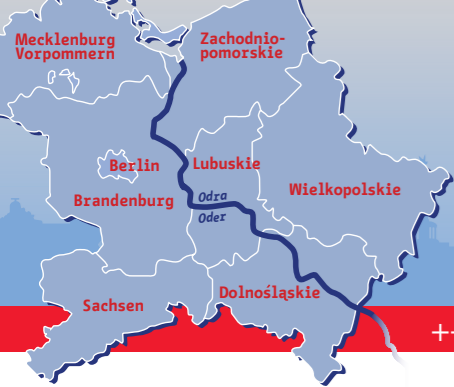 Mecklenburg
Vorpommern
Zachodnio-
pomorskie
Berlin
Lubuskie
Brandenburg
Wielkopolskie
Odra
Oder
Sachsen
Dolnośląskie